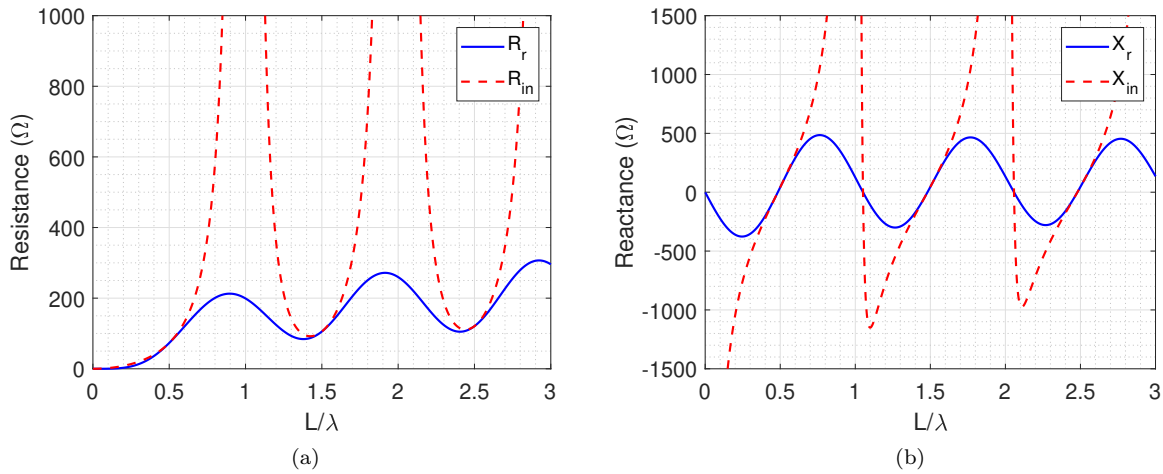 1000
800
600
400
200
0
Resistance (Ω)
0 0.5 1 1.5 2 2.5 3
L/λ
R_r
R_in
(a)
1500
1000
500
0
-500
-1000
-1500
Reactance (Ω)
0 0.5 1 1.5 2 2.5 3
L/λ
X_r
X_in
(b)